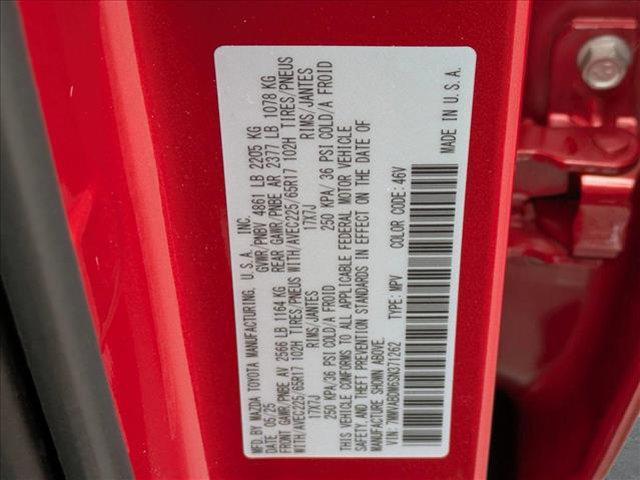 MFD. BY MAZDA TOYOTA MANUFACTURING, U.S.A. INC.
DATE: 05/25 GVWR/PNBV 4861 LB 2205 KG
FRONT GAWR/PNBE AV 2566 LB 1164 KG REAR GAWR/PNBE AR 2377 LB 1078 KG
WITH/AVEC225/65R17 102H TIRES/PNEUS WITH/AVEC225/65R17 102H TIRES/PNEUS
17X7J RIMS/JANTES 17X7J RIMS/JANTES
250 KPA/36 PSI COLD/A FROID 250 KPA/36 PSI COLD/A FROID
THIS VEHICLE CONFORMS TO ALL APPLICABLE FEDERAL MOTOR VEHICLE
SAFETY, AND THEFT PREVENTION STANDARDS IN EFFECT ON THE DATE OF
MANUFACTURE SHOWN ABOVE.
VIN: 7MMVABDM6SN371262 TYPE: MPV COLOR CODE: 46V
MADE IN U.S.A.